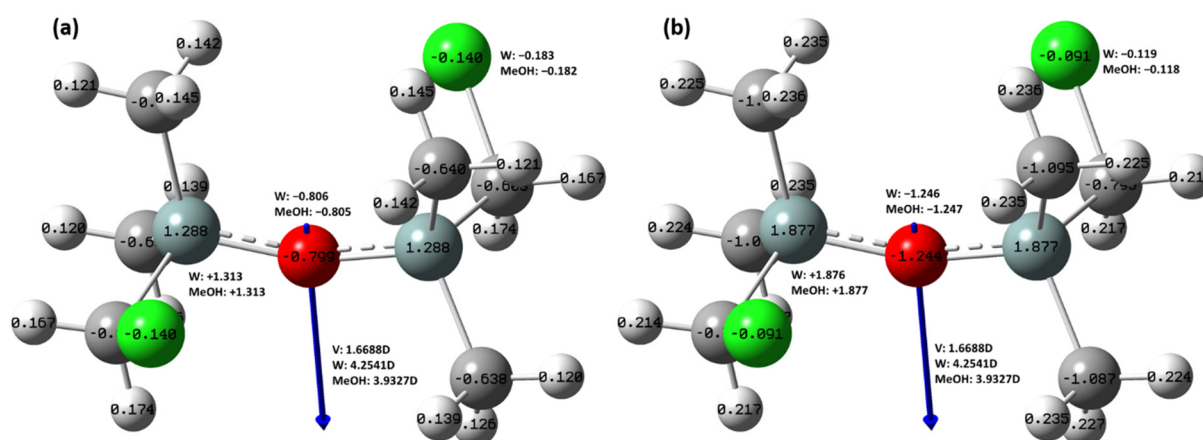 (a)
0.142
-0.140
W: −0.183
MeOH: −0.182
0.121
0.145
0.145
-0.640
0.121
0.167
0.142
0.139
W: −0.806
MeOH: −0.805
0.174
0.120
1.288
-0.799
1.288
W: +1.313
MeOH: +1.313
0.167
-0.140
V: 1.6688D
W: 4.2541D
MeOH: 3.9327D
-0.638
0.120
0.174
0.139
0.126
(b)
0.235
-0.091
W: −0.119
MeOH: −0.118
0.225
0.236
0.236
-1.095
0.225
0.235
0.235
W: −1.246
MeOH: −1.247
0.217
0.224
1.877
-1.244
1.877
W: +1.876
MeOH: +1.877
0.214
-0.091
V: 1.6688D
W: 4.2541D
MeOH: 3.9327D
-1.087
0.224
0.217
0.235